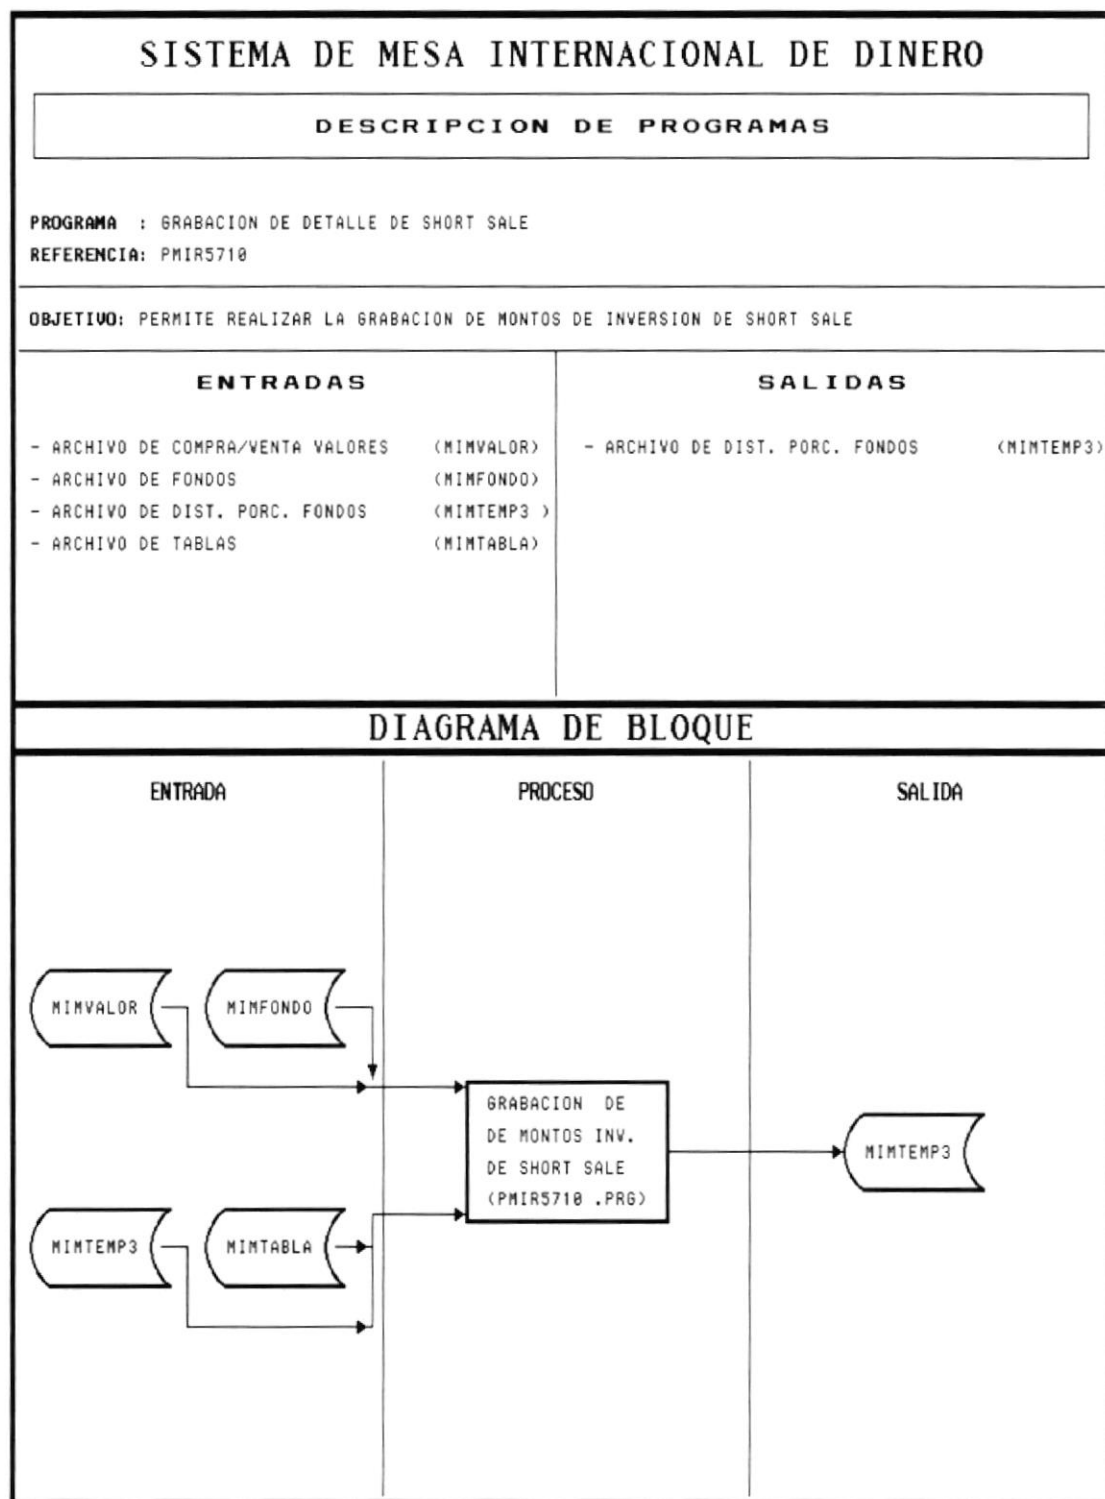 SISTEMA DE MESA INTERNACIONAL DE DINERO
DESCRIPCION DE PROGRAMAS
PROGRAMA : GRABACION DE DETALLE DE SHORT SALE
REFERENCIA: PMIR5710
OBJETIVO: PERMITE REALIZAR LA GRABACION DE MONTOS DE INVERSION DE SHORT SALE
ENTRADAS
- ARCHIVO DE COMPRA/VENTA VALORES (MIMVALOR)
- ARCHIVO DE FONDOS (MIMFONDO)
- ARCHIVO DE DIST. PORC. FONDOS (MIMTEMP3 )
- ARCHIVO DE TABLAS (MIMTABLA)
SALIDAS
- ARCHIVO DE DIST. PORC. FONDOS (MIMTEMP3)
DIAGRAMA DE BLOQUE
ENTRADA
PROCESO
SALIDA
MIMVALOR
MIMFONDO
GRABACION DE
DE MONTOS INV.
DE SHORT SALE
(PMIR5710 .PRG)
MIMTEMP3
MIMTEMP3
MIMTABLA